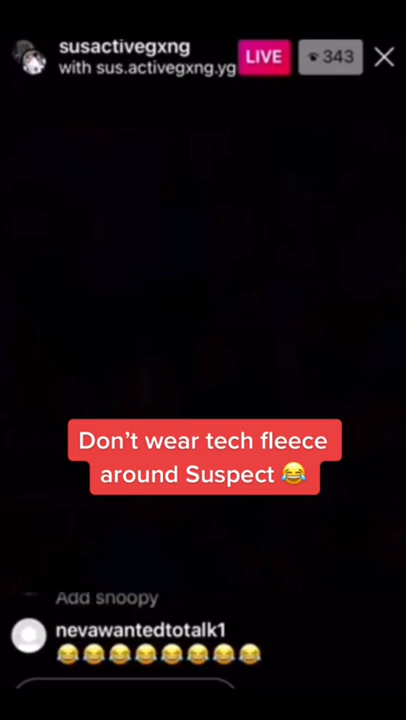 susactivegxng
with sus.activegxng.yg
LIVE
343
Don't wear tech fleece
around Suspect 😂
Add snoopy
nevawantedtotalk1
😂😂😂😂😂😂😂😂